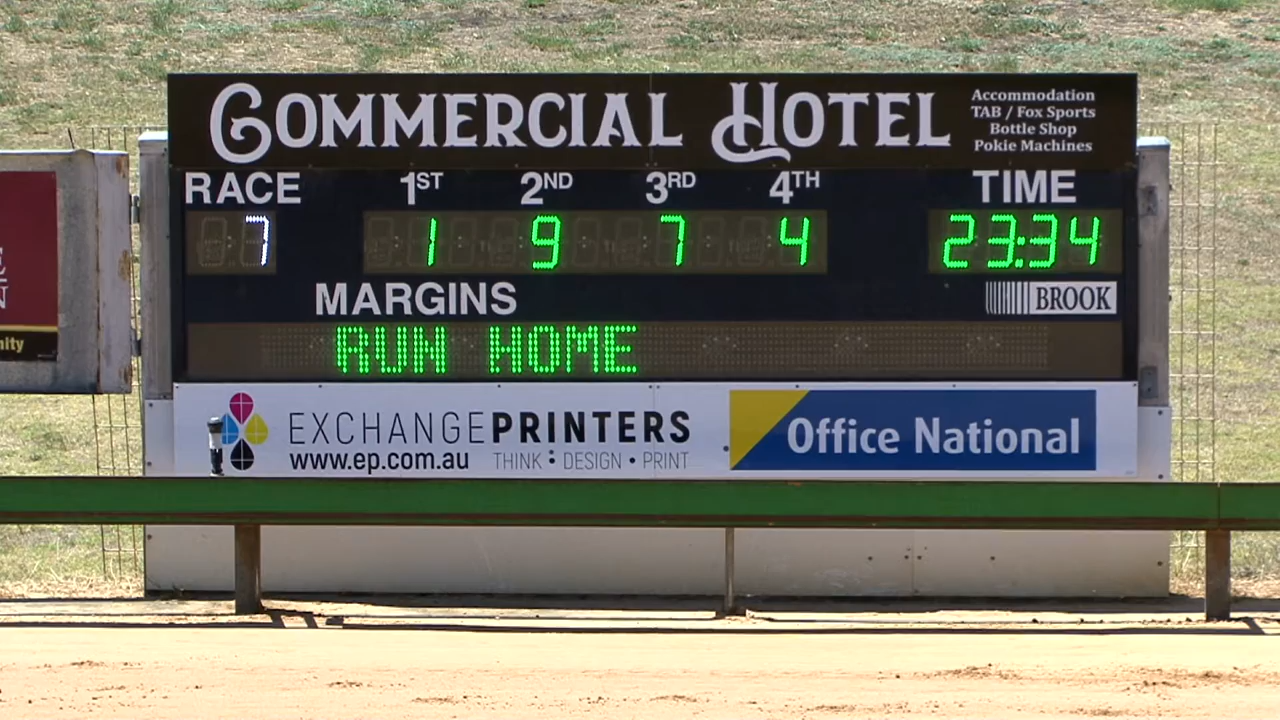 COMMERCIAL HOTEL
Accommodation
TAB / Fox Sports
Bottle Shop
Pokie Machines
RACE 1ST 2ND 3RD 4TH TIME
7 1 9 7 4 23:34
MARGINS
BROOK
RUN HOME
EXCHANGEPRINTERS
www.ep.com.au THINK • DESIGN • PRINT
Office National